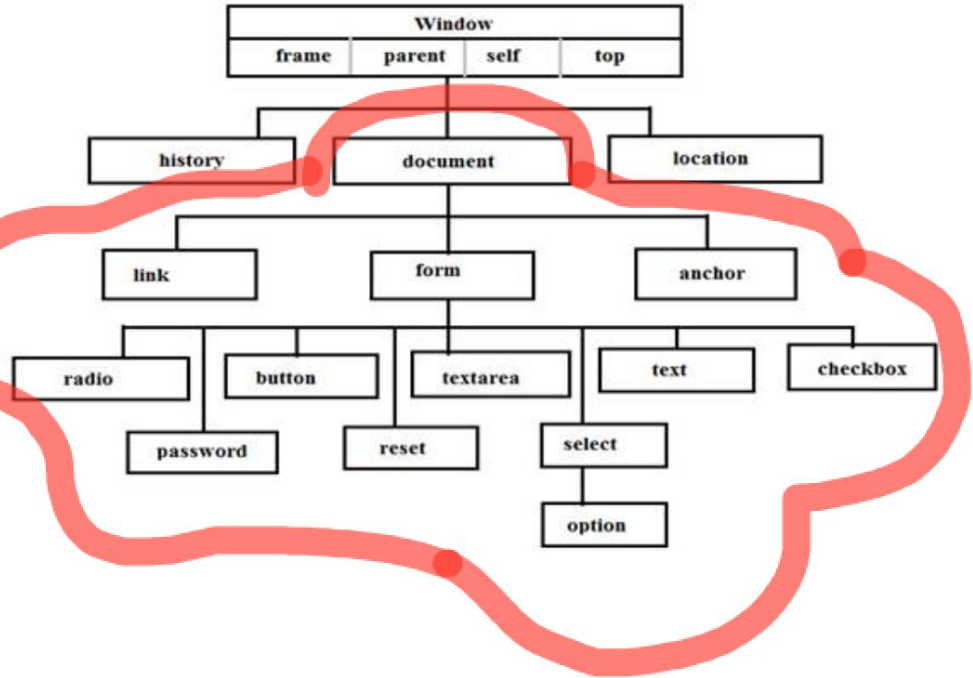 Window
frame parent self top
history document location
link form anchor
radio button textarea text checkbox
password reset select
option